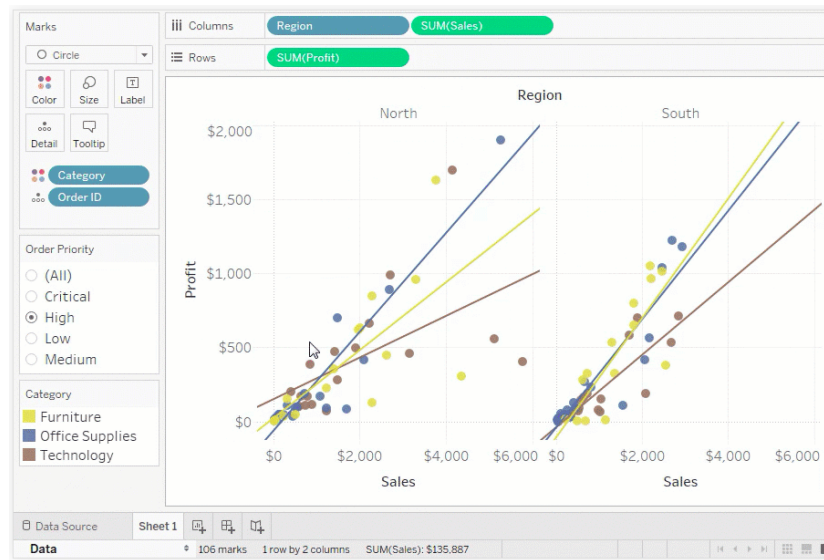 Marks
Circle
Color
Size
Label
Detail
Tooltip
Category
Order ID
Order Priority
(All)
Critical
High
Low
Medium
Category
Furniture
Office Supplies
Technology
Columns
Region
SUM(Sales)
Rows
SUM(Profit)
Region
North
South
Profit
$2,000
$1,500
$1,000
$500
$0
$0 $2,000 $4,000 $6,000
$0 $2,000 $4,000 $6,000
Sales
Sales
Data Source
Sheet 1
Data
106 marks
1 row by 2 columns
SUM(Sales): $135,887